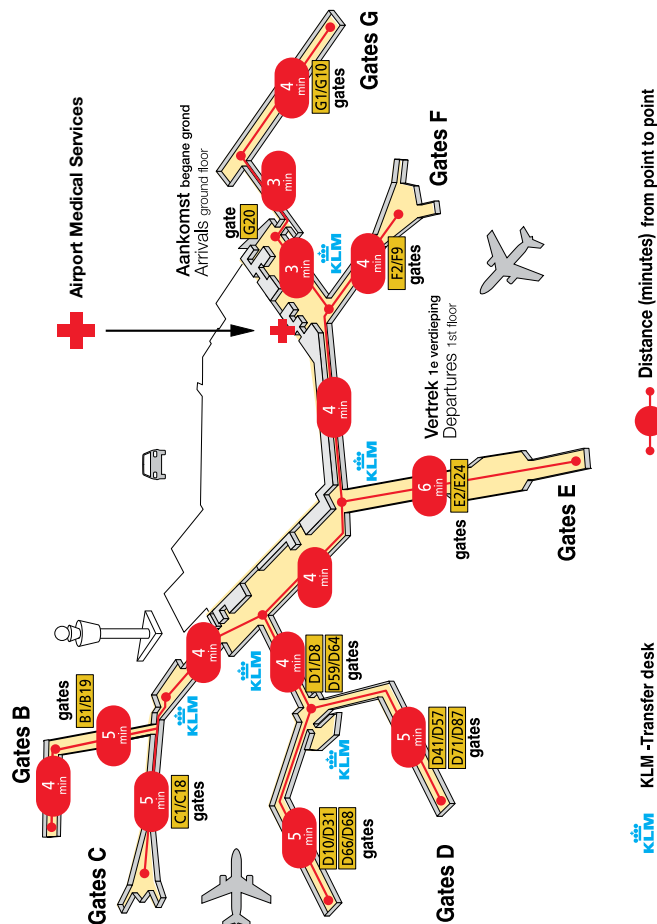 Airport Medical Services
Aankomst begane grond
Arrivals ground floor
Gates G
4
min
G1/G10
gates
3
min
gate
G20
3
min
KLM
Gates F
4
min
F2/F9
gates
Vertrek 1e verdieping
Departures 1st floor
4
min
KLM
6
min
E2/E24
gates
Gates E
4
min
4
min
KLM
KLM
4
min
D1/D8
D59/D64
gates
KLM
5
min
D41/D57
D71/D87
gates
5
min
D10/D31
D66/D68
gates
Gates D
Gates B
gates
B1/B19
5
min
4
min
5
min
C1/C18
gates
Gates C
KLM
KLM -Transfer desk
Distance (minutes) from point to point